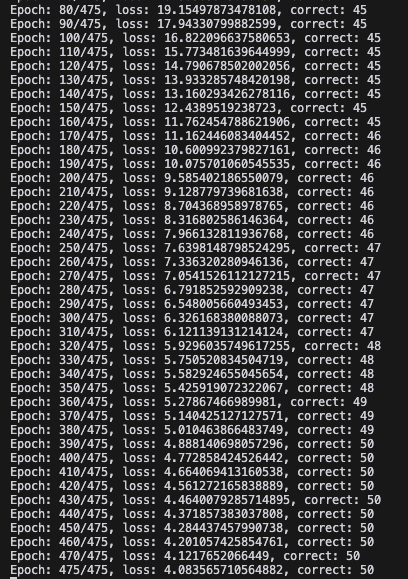 Epoch: 80/475, loss: 19.15497873478108, correct: 45
Epoch: 90/475, loss: 17.94330799882599, correct: 45
Epoch: 100/475, loss: 16.822096637580653, correct: 45
Epoch: 110/475, loss: 15.773481639644999, correct: 45
Epoch: 120/475, loss: 14.790678502002056, correct: 45
Epoch: 130/475, loss: 13.933285748420198, correct: 45
Epoch: 140/475, loss: 13.160293426278116, correct: 45
Epoch: 150/475, loss: 12.4389519238723, correct: 45
Epoch: 160/475, loss: 11.762454788621906, correct: 45
Epoch: 170/475, loss: 11.162446083404452, correct: 46
Epoch: 180/475, loss: 10.600992379827161, correct: 46
Epoch: 190/475, loss: 10.075701060545535, correct: 46
Epoch: 200/475, loss: 9.585402186550079, correct: 46
Epoch: 210/475, loss: 9.128779739681638, correct: 46
Epoch: 220/475, loss: 8.704368958978765, correct: 46
Epoch: 230/475, loss: 8.316802586146364, correct: 46
Epoch: 240/475, loss: 7.966132811936768, correct: 46
Epoch: 250/475, loss: 7.6398148798524295, correct: 47
Epoch: 260/475, loss: 7.336320280946136, correct: 47
Epoch: 270/475, loss: 7.0541526112127215, correct: 47
Epoch: 280/475, loss: 6.791852592909238, correct: 47
Epoch: 290/475, loss: 6.548005660493453, correct: 47
Epoch: 300/475, loss: 6.326168380088073, correct: 47
Epoch: 310/475, loss: 6.121139131214124, correct: 47
Epoch: 320/475, loss: 5.9296035749617255, correct: 48
Epoch: 330/475, loss: 5.750520834504719, correct: 48
Epoch: 340/475, loss: 5.582924655045654, correct: 48
Epoch: 350/475, loss: 5.425919072322067, correct: 48
Epoch: 360/475, loss: 5.27867466989981, correct: 49
Epoch: 370/475, loss: 5.140425127127571, correct: 49
Epoch: 380/475, loss: 5.010463866483749, correct: 49
Epoch: 390/475, loss: 4.888140698057296, correct: 50
Epoch: 400/475, loss: 4.772858424526442, correct: 50
Epoch: 410/475, loss: 4.664069413160538, correct: 50
Epoch: 420/475, loss: 4.561272165838889, correct: 50
Epoch: 430/475, loss: 4.4640079285714895, correct: 50
Epoch: 440/475, loss: 4.371857383037808, correct: 50
Epoch: 450/475, loss: 4.284437457990738, correct: 50
Epoch: 460/475, loss: 4.201057425854761, correct: 50
Epoch: 470/475, loss: 4.1217652066449, correct: 50
Epoch: 475/475, loss: 4.083565710564882, correct: 50